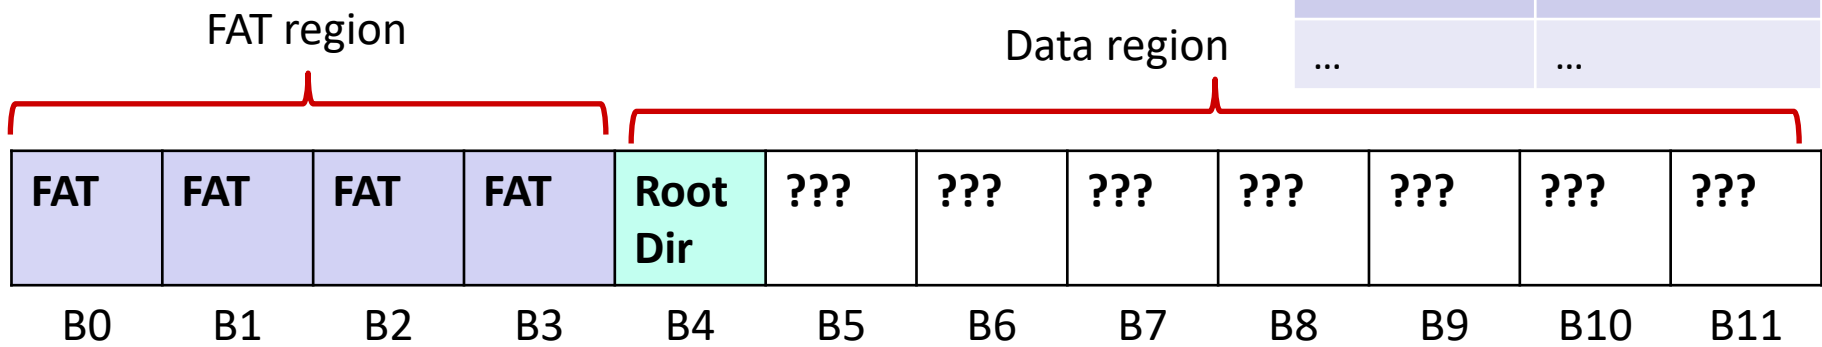 FAT region
Data region
... ...
FAT FAT FAT FAT Root Dir ??? ??? ??? ??? ??? ??? ???
B0 B1 B2 B3 B4 B5 B6 B7 B8 B9 B10 B11